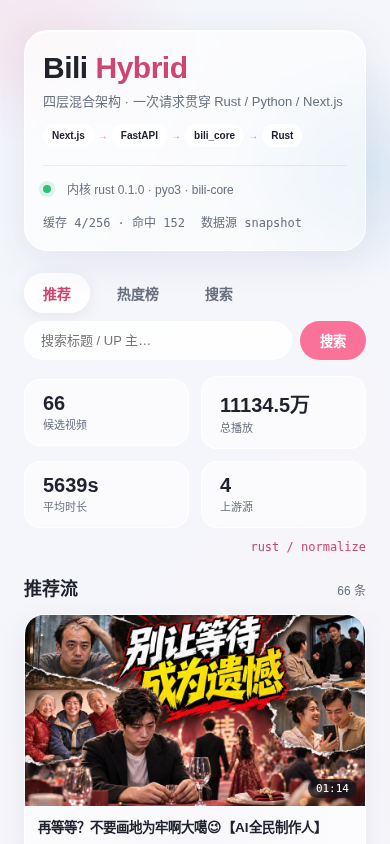 Bili Hybrid
四层混合架构 · 一次请求贯穿 Rust / Python / Next.js
Next.js → FastAPI → bili_core → Rust
内核 rust 0.1.0 · pyo3 · bili-core
缓存 4/256 · 命中 152 数据源 snapshot
推荐 热度榜 搜索
搜索标题 / UP 主… 搜索
66
候选视频
11134.5万
总播放
5639s
平均时长
4
上游源
rust / normalize
推荐流 66 条
别让等待
成为遗憾
01:14
再等等？不要画地为牢啊大噶😉【AI全民制作人】